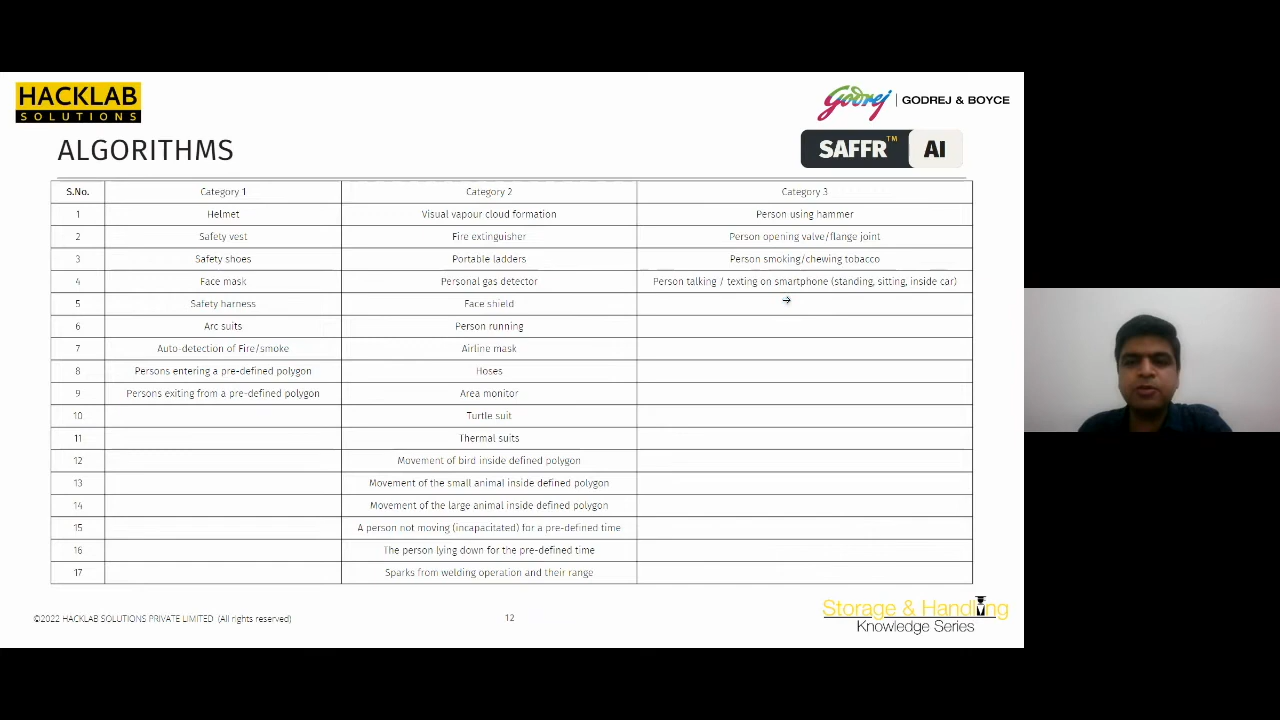 HACKLAB
SOLUTIONS
Godrej | GODREJ & BOYCE
ALGORITHMS
SAFFR™ AI
S.No. Category 1 Category 2 Category 3
1 Helmet Visual vapour cloud formation Person using hammer
2 Safety vest Fire extinguisher Person opening valve/flange joint
3 Safety shoes Portable ladders Person smoking/chewing tobacco
4 Face mask Personal gas detector Person talking / texting on smartphone (standing, sitting, inside car)
5 Safety harness Face shield
6 Arc suits Person running
7 Auto-detection of Fire/smoke Airline mask
8 Persons entering a pre-defined polygon Hoses
9 Persons exiting from a pre-defined polygon Area monitor
10 Turtle suit
11 Thermal suits
12 Movement of bird inside defined polygon
13 Movement of the small animal inside defined polygon
14 Movement of the large animal inside defined polygon
15 A person not moving (incapacitated) for a pre-defined time
16 The person lying down for the pre-defined time
17 Sparks from welding operation and their range
©2022 HACKLAB SOLUTIONS PRIVATE LIMITED (All rights reserved)
12
Storage & Handling
Knowledge Series